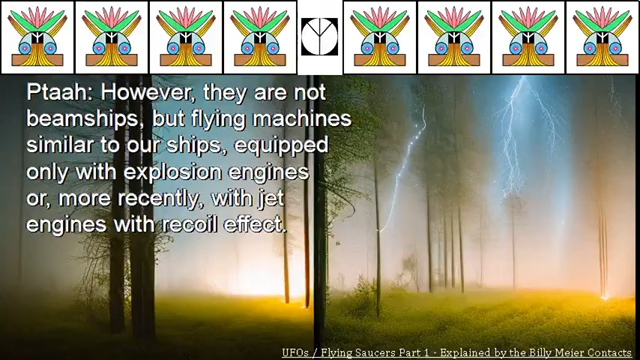 Ptaah: However, they are not
beamships, but flying machines
similar to our ships, equipped
only with explosion engines
or, more recently, with jet
engines with recoil effect.
UFOs / Flying Saucers Part 1 - Explained by the Billy Meier Contacts